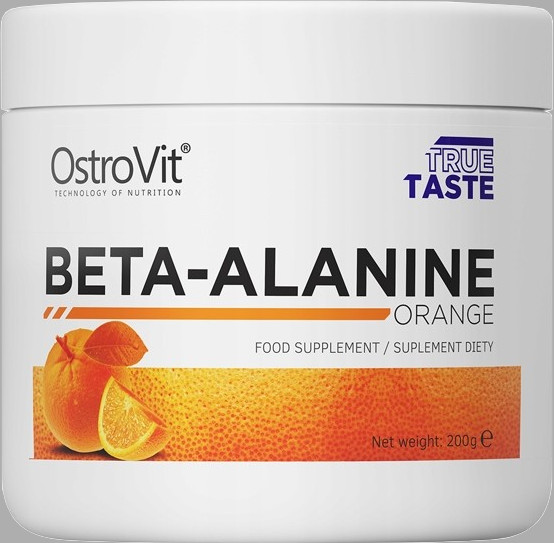 OstroVit®
TECHNOLOGY OF NUTRITION
TRUE
TASTE
BETA-ALANINE
ORANGE
FOOD SUPPLEMENT / SUPLEMENT DIETY
Net weight: 200g ℮